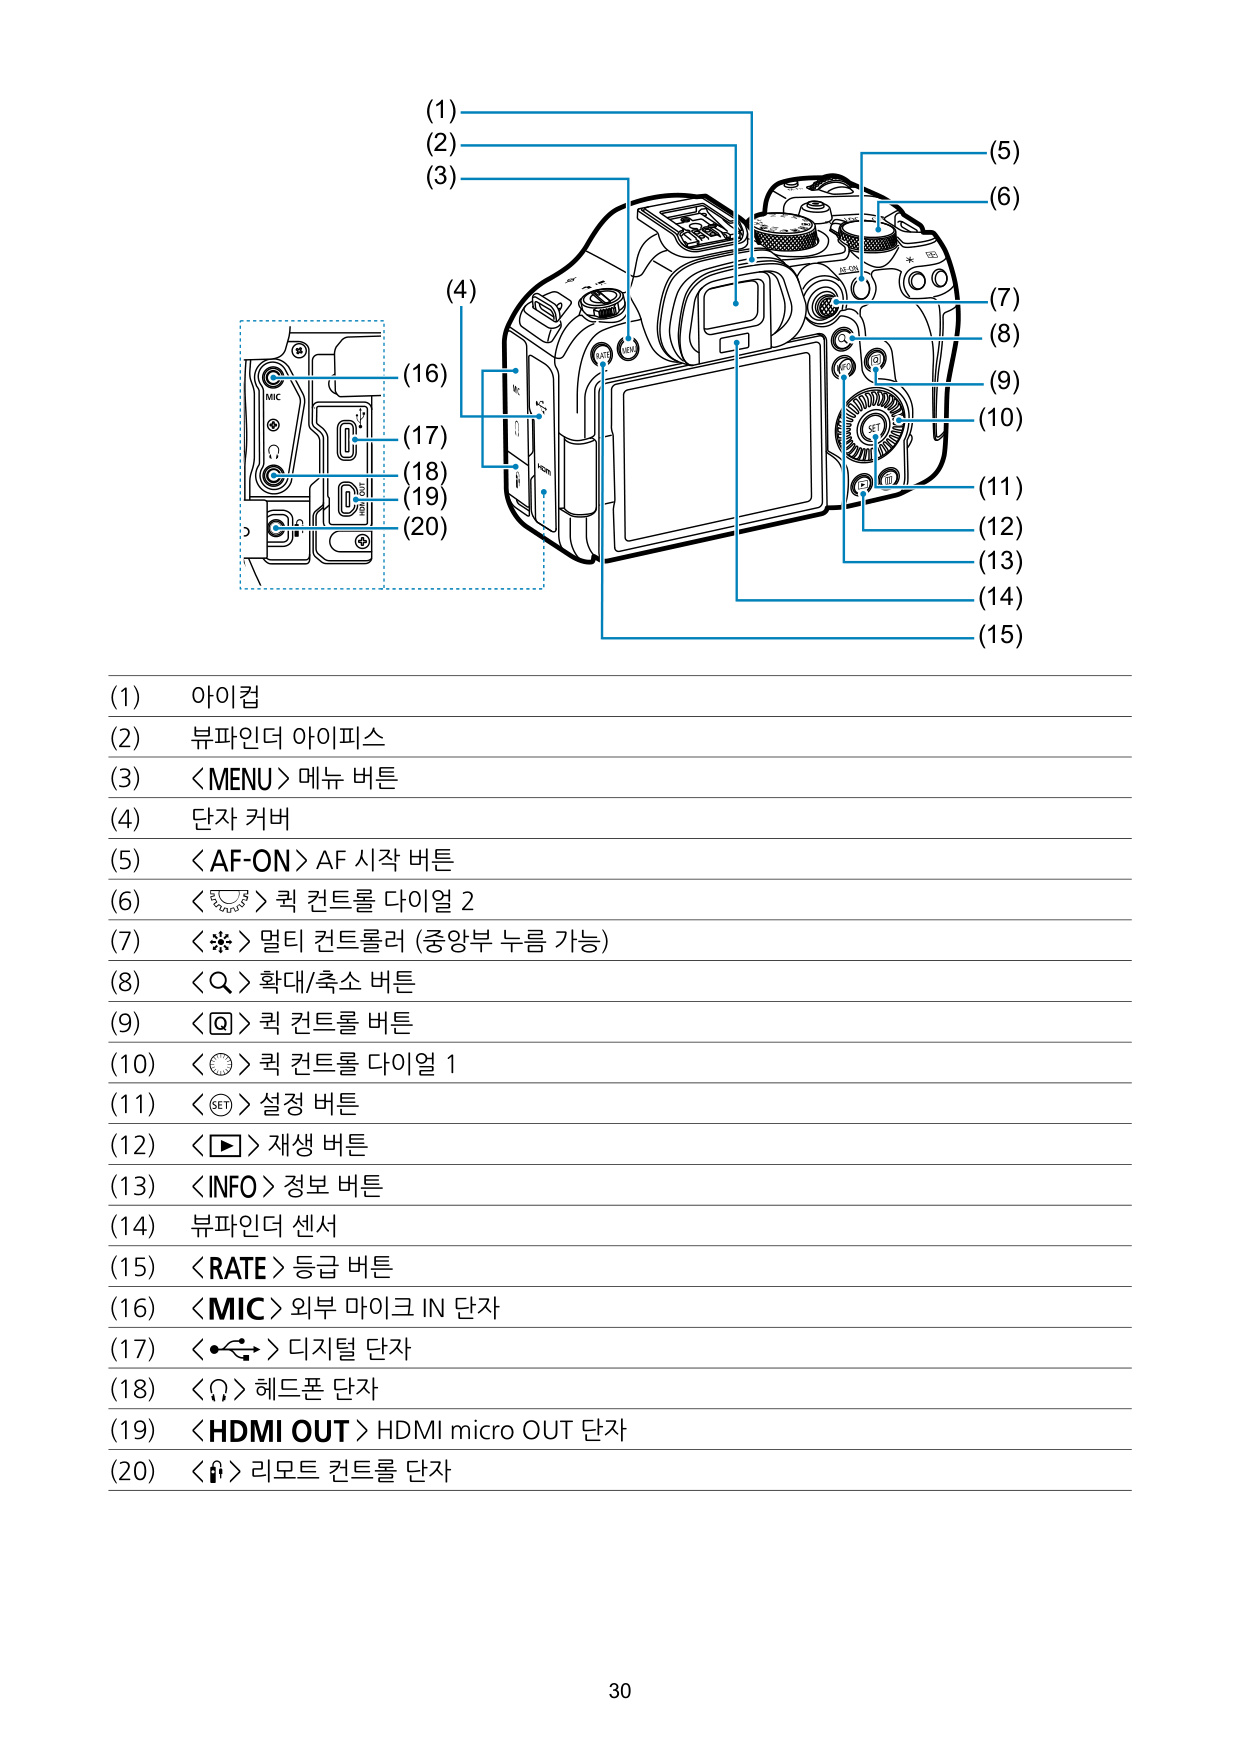 (1)
(2)
(3)
(4)
(5)
(6)
(7)
(8)
(9)
(10)
(11)
(12)
(13)
(14)
(15)
(16)
(17)
(18)
(19)
(20)
MIC
HDMI OUT
MIC
HDMI
RATE
MENU
AF-ON
INFO
Q
SET
(1) 아이컵
(2) 뷰파인더 아이피스
(3) <MENU> 메뉴 버튼
(4) 단자 커버
(5) <AF-ON> AF 시작 버튼
(6) < > 퀵 컨트롤 다이얼 2
(7) < > 멀티 컨트롤러 (중앙부 누름 가능)
(8) < > 확대/축소 버튼
(9) <Q> 퀵 컨트롤 버튼
(10) < > 퀵 컨트롤 다이얼 1
(11) <SET> 설정 버튼
(12) < > 재생 버튼
(13) <INFO> 정보 버튼
(14) 뷰파인더 센서
(15) <RATE> 등급 버튼
(16) <MIC> 외부 마이크 IN 단자
(17) < > 디지털 단자
(18) < > 헤드폰 단자
(19) <HDMI OUT> HDMI micro OUT 단자
(20) < > 리모트 컨트롤 단자
30